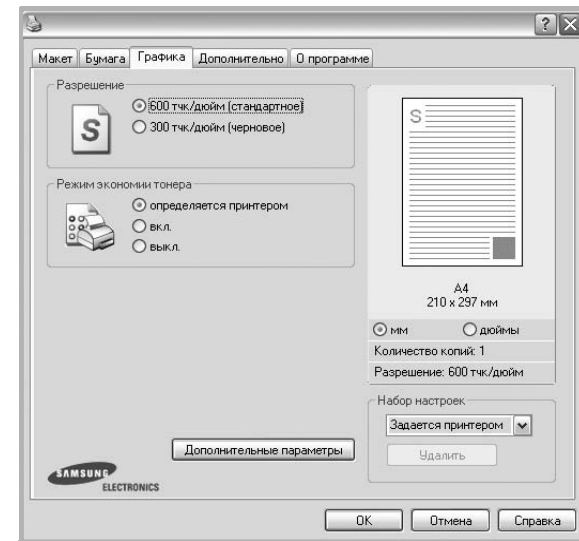 Макет Бумага Графика Дополнительно О программе
Разрешение
S
600 тчк/дюйм (стандартное)
300 тчк/дюйм (черновое)
Режим экономии тонера
определяется принтером
вкл.
выкл.
S
A4
210 x 297 мм
мм дюймы
Количество копий: 1
Разрешение: 600 тчк/дюйм
Набор настроек
Задается принтером
Удалить
Дополнительные параметры
SAMSUNG
ELECTRONICS
OK Отмена Справка